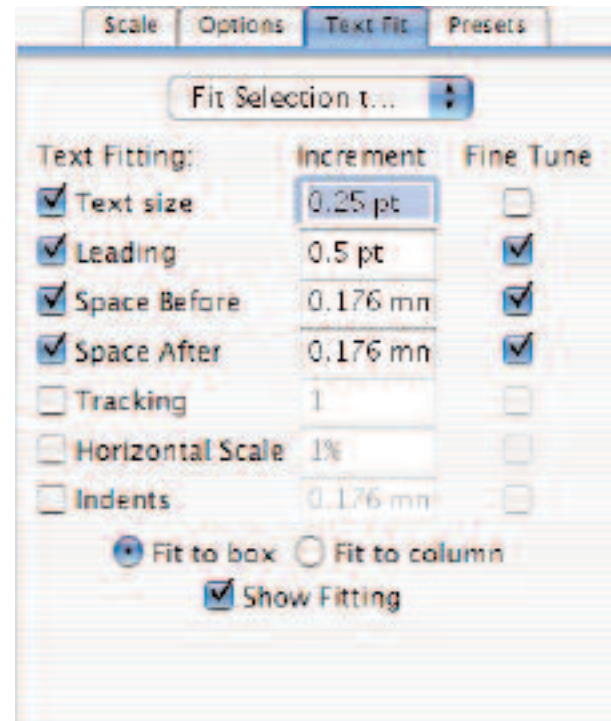 Scale Options Text Fit Presets
Fit Selection t...
Text Fitting: Increment Fine Tune
Text size 0.25 pt
Leading 0.5 pt
Space Before 0.176 mn
Space After 0.176 mn
Tracking 1
Horizontal Scale 1%
Indents 0.176 mn
Fit to box Fit to column
Show Fitting